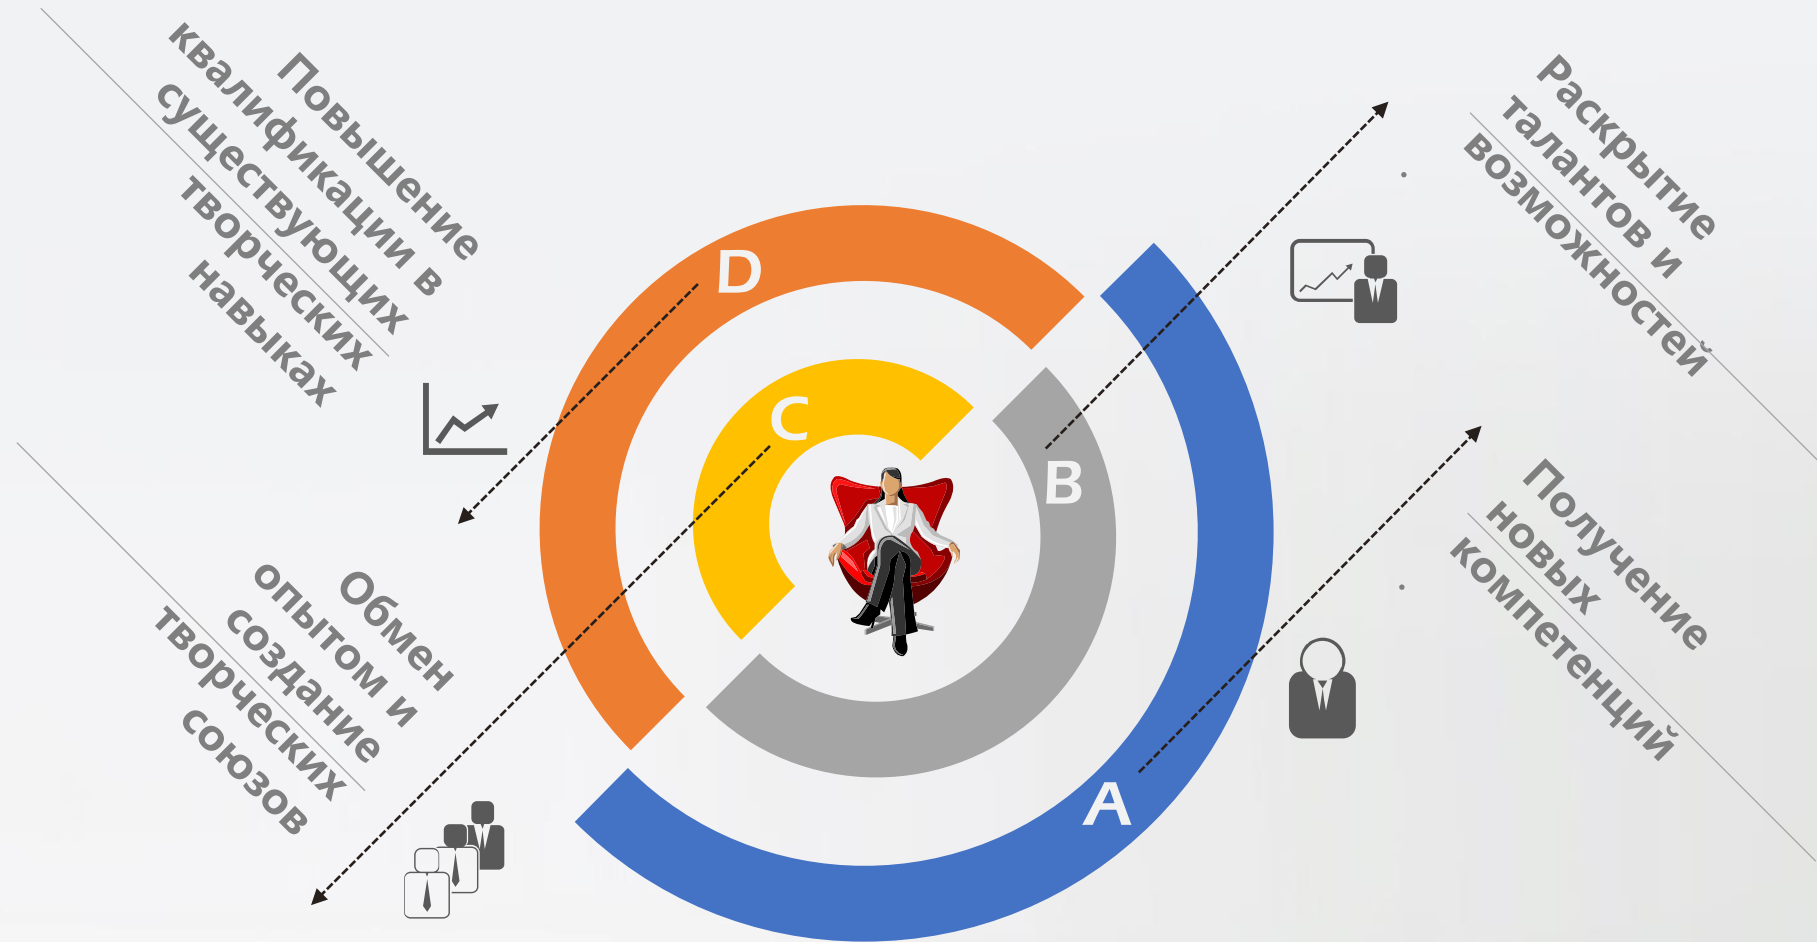 Повышение
квалификации в
существующих
творческих
навыках
Раскрытие
талантов и
возможностей
D
C
B
A
Обмен
опытом и
создание
творческих
союзов
Получение
новых
компетенций